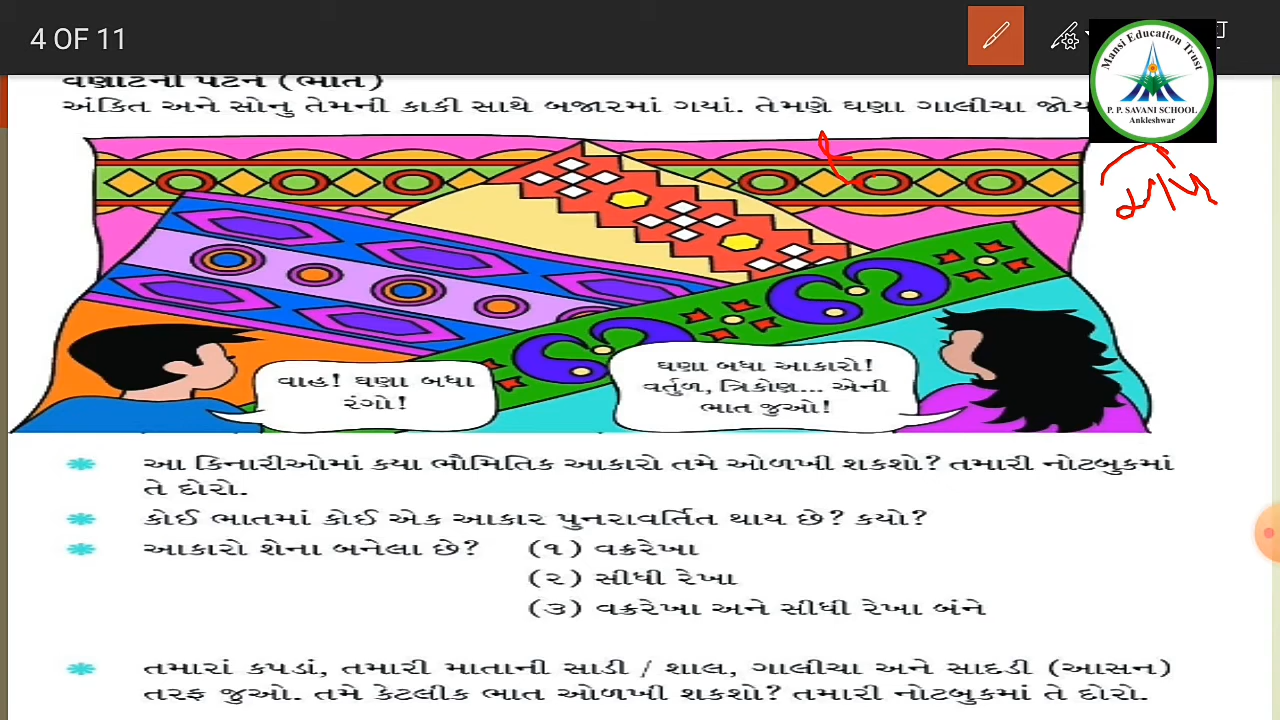 4 OF 11
Mansi Education Trust
P. P. SAVANI SCHOOL
Ankleshwar
વણાટની પેટર્ન (ભાત)
અંકિત અને સોનુ તેમની કાકી સાથે બજારમાં ગયાં. તેમણે ઘણા ગાલીચા
વાહ! ઘણા બધા
રંગો!
ઘણા બધા આકારો!
વર્તુળ, ત્રિકોણ... એની
ભાત જુઓ!
આ કિનારીઓમાં કયા ભૌમિતિક આકારો તમે ઓળખી શકશો? તમારી નોટબુકમાં
તે દોરો.
કોઈ ભાતમાં કોઈ એક આકાર પુનરાવર્તિત થાય છે? કયો?
આકારો શેના બનેલા છે? (૧) વક્રરેખા
(૨) સીધી રેખા
(૩) વક્રરેખા અને સીધી રેખા બંને
તમારાં કપડાં, તમારી માતાની સાડી / શાલ, ગાલીચા અને સાદડી (આસન)
તરફ જુઓ. તમે કેટલીક ભાત ઓળખી શકશો? તમારી નોટબુકમાં તે દોરો.